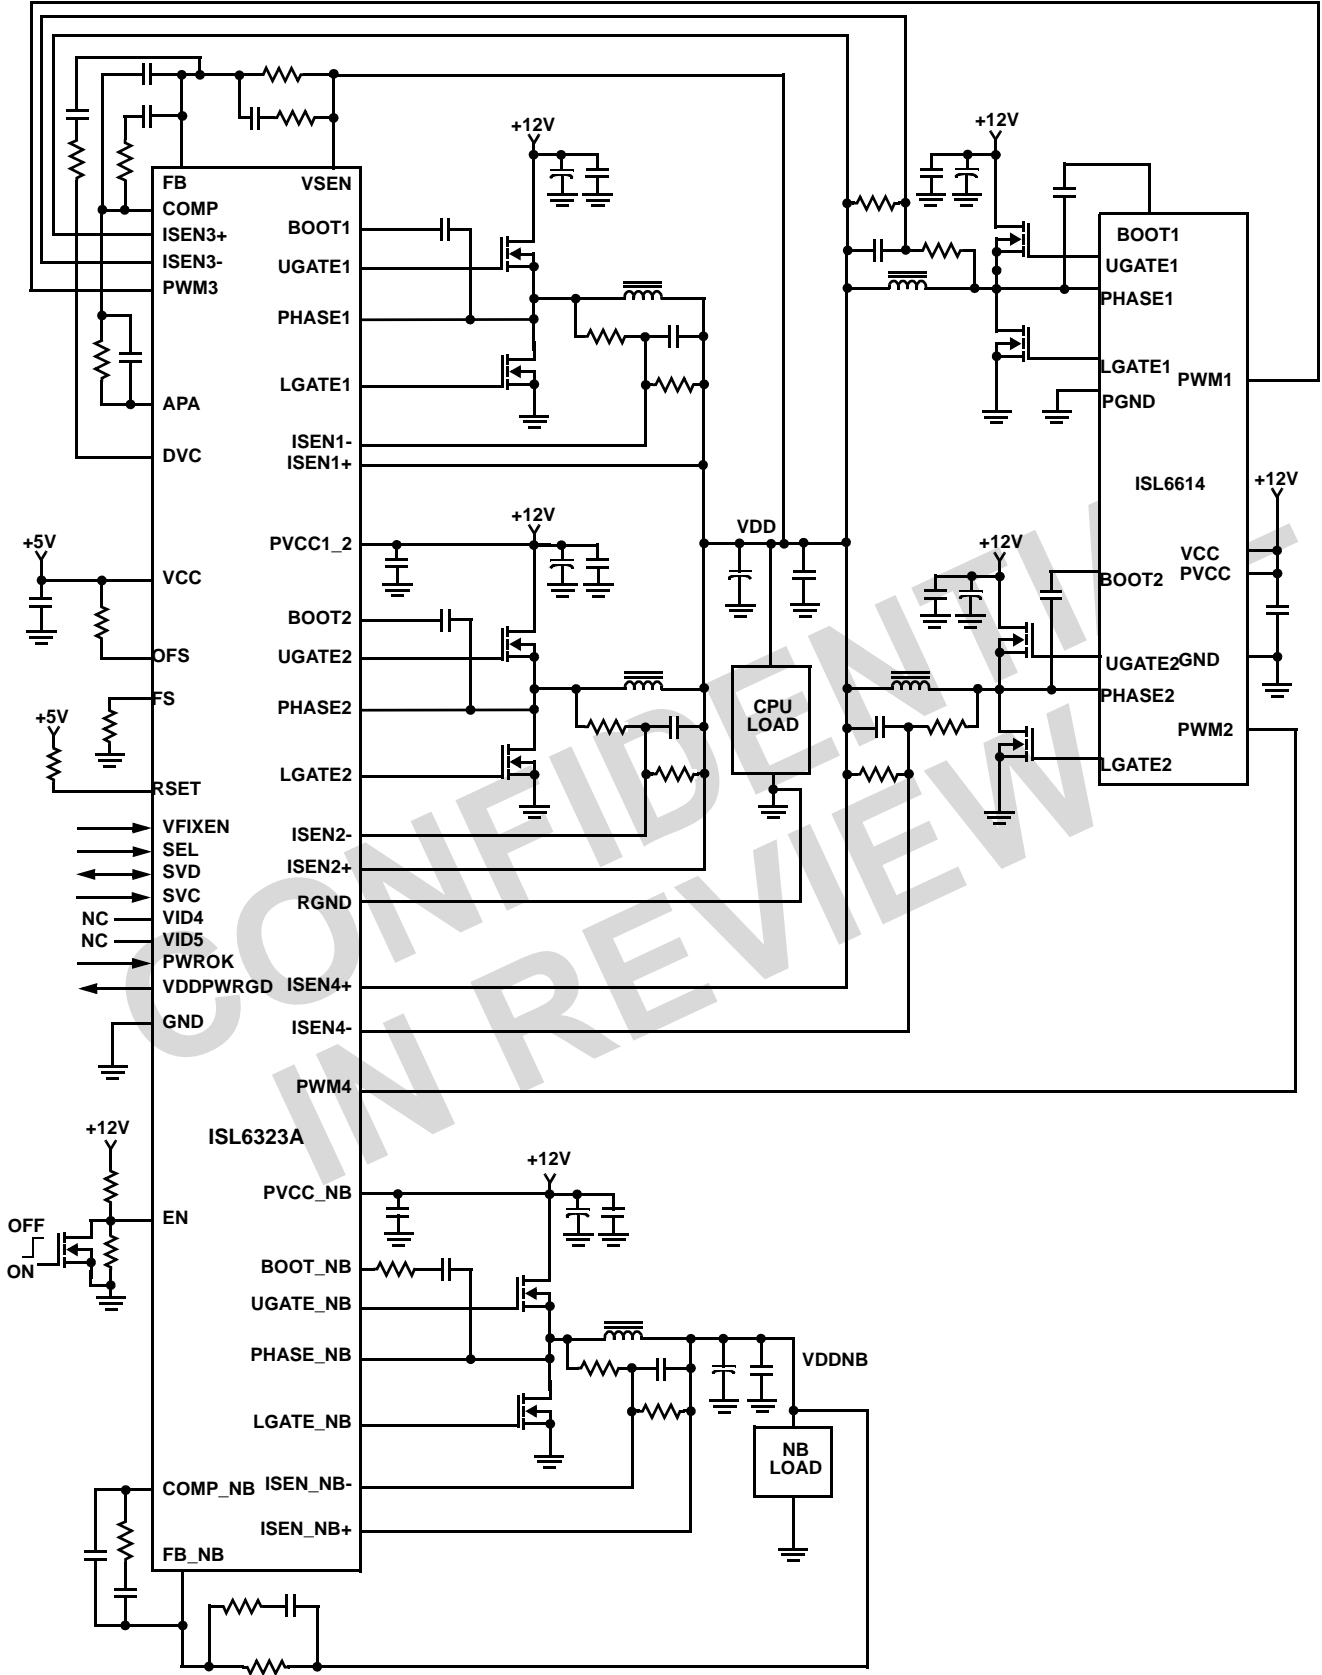 +12V
+12V
FB
VSEN
COMP
ISEN3+
ISEN3-
PWM3
APA
DVC
BOOT1
UGATE1
PHASE1
LGATE1
ISEN1-
ISEN1+
BOOT1
UGATE1
PHASE1
LGATE1
PGND
PWM1
ISL6614
+12V
+5V
VCC
OFS
FS
+5V
RSET
PVCC1_2
+12V
BOOT2
UGATE2
PHASE2
LGATE2
ISEN2-
ISEN2+
RGND
VDD
CPU
LOAD
+12V
VCC
PVCC
BOOT2
UGATE2
GND
PHASE2
PWM2
LGATE2
VFIXEN
SEL
SVD
SVC
NC
VID4
NC
VID5
PWROK
VDDPWRGD
GND
ISEN4+
ISEN4-
PWM4
ISL6323A
+12V
EN
OFF
ON
PVCC_NB
+12V
BOOT_NB
UGATE_NB
PHASE_NB
LGATE_NB
VDDNB
NB
LOAD
COMP_NB
ISEN_NB-
ISEN_NB+
FB_NB
CONFIDENTIAL -
IN REVIEW